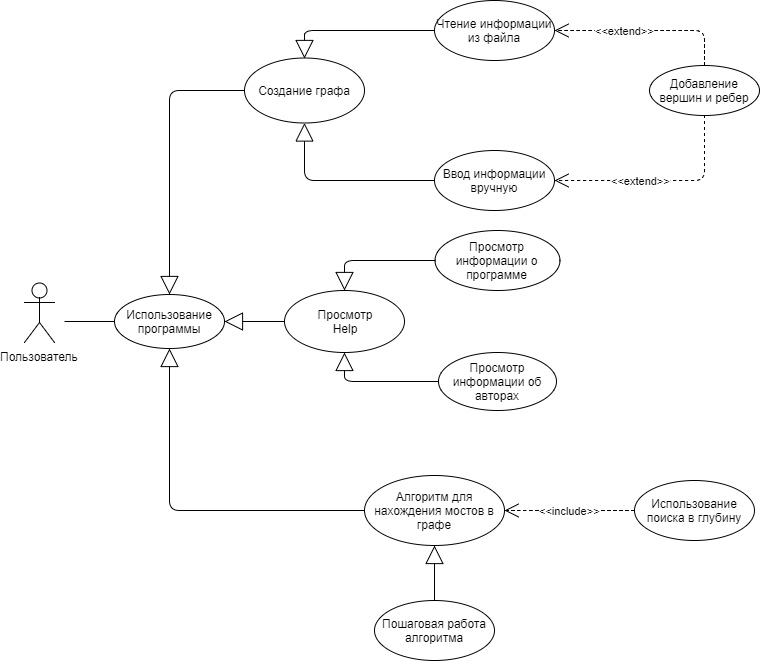 Чтение информации
из файла
<<extend>>
Создание графа
Добавление
вершин и ребер
Ввод информации
вручную
<<extend>>
Просмотр
информации о
программе
Пользователь
Использование
программы
Просмотр
Help
Просмотр
информации об
авторах
Алгоритм для
нахождения мостов в
графе
<<include>>
Использование
поиска в глубину
Пошаговая работа
алгоритма